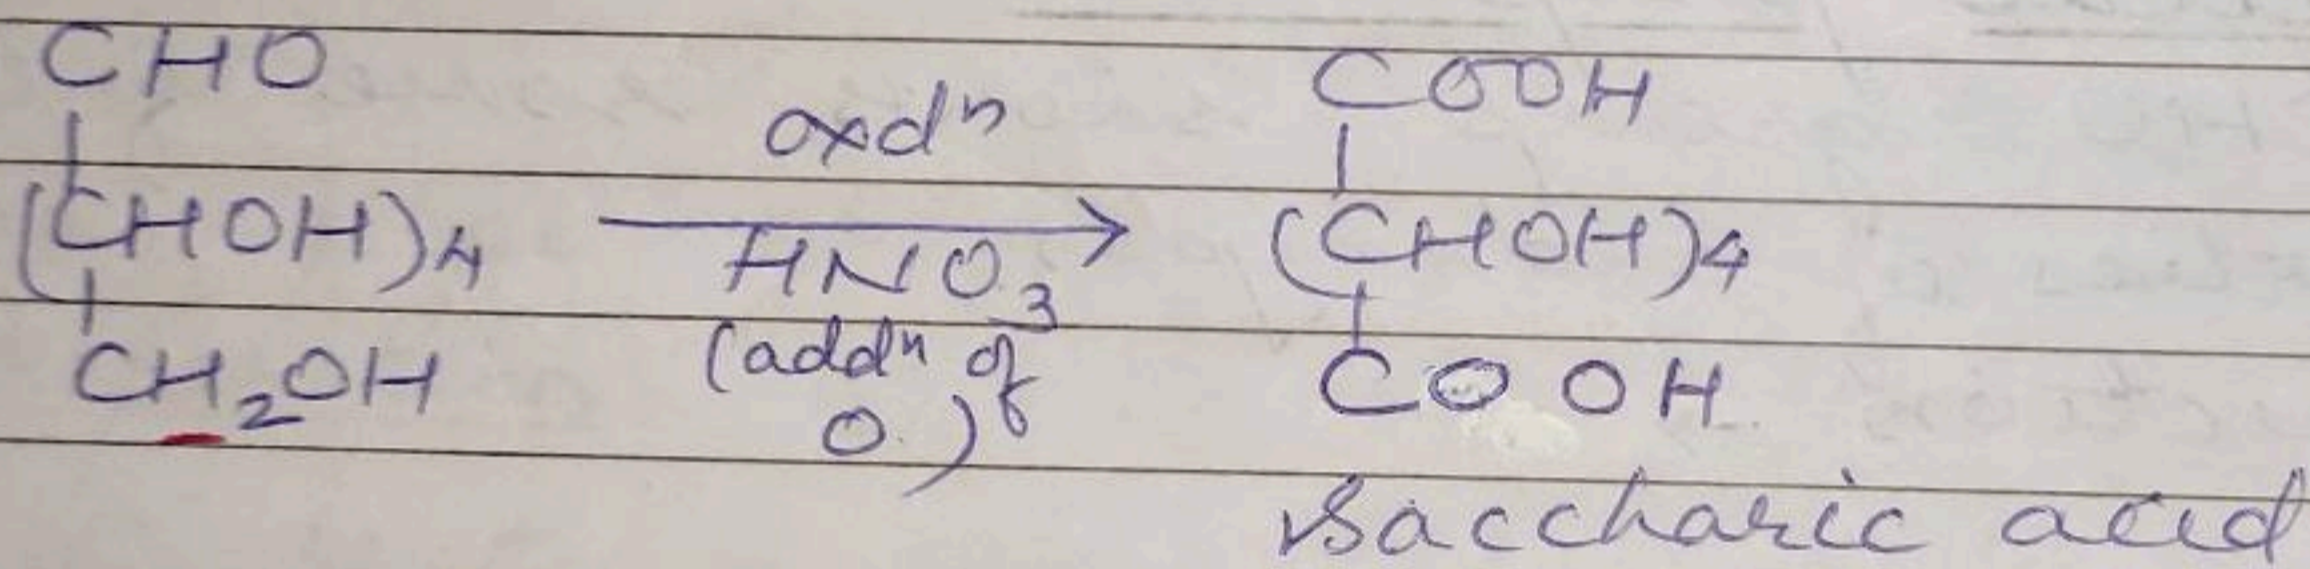 CHO
(CHOH)4
CH2OH
oxdn
HNO3
(addn of
O.)
COOH
(CHOH)4
COOH
Saccharic acid